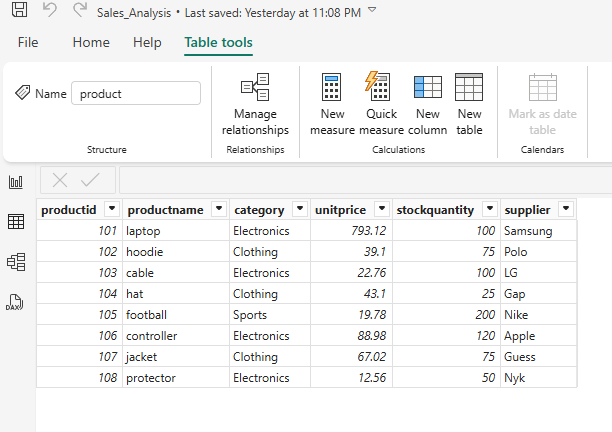 Sales_Analysis • Last saved: Yesterday at 11:08 PM
File Home Help Table tools
Name product
Manage relationships
New measure
Quick measure
New column
New table
Mark as date table
Structure Relationships Calculations Calendars
productid productname category unitprice stockquantity supplier
101 laptop Electronics 793.12 100 Samsung
102 hoodie Clothing 39.1 75 Polo
103 cable Electronics 22.76 100 LG
104 hat Clothing 43.1 25 Gap
105 football Sports 19.78 200 Nike
106 controller Electronics 88.98 120 Apple
107 jacket Clothing 67.02 75 Guess
108 protector Electronics 12.56 50 Nyk
DAX